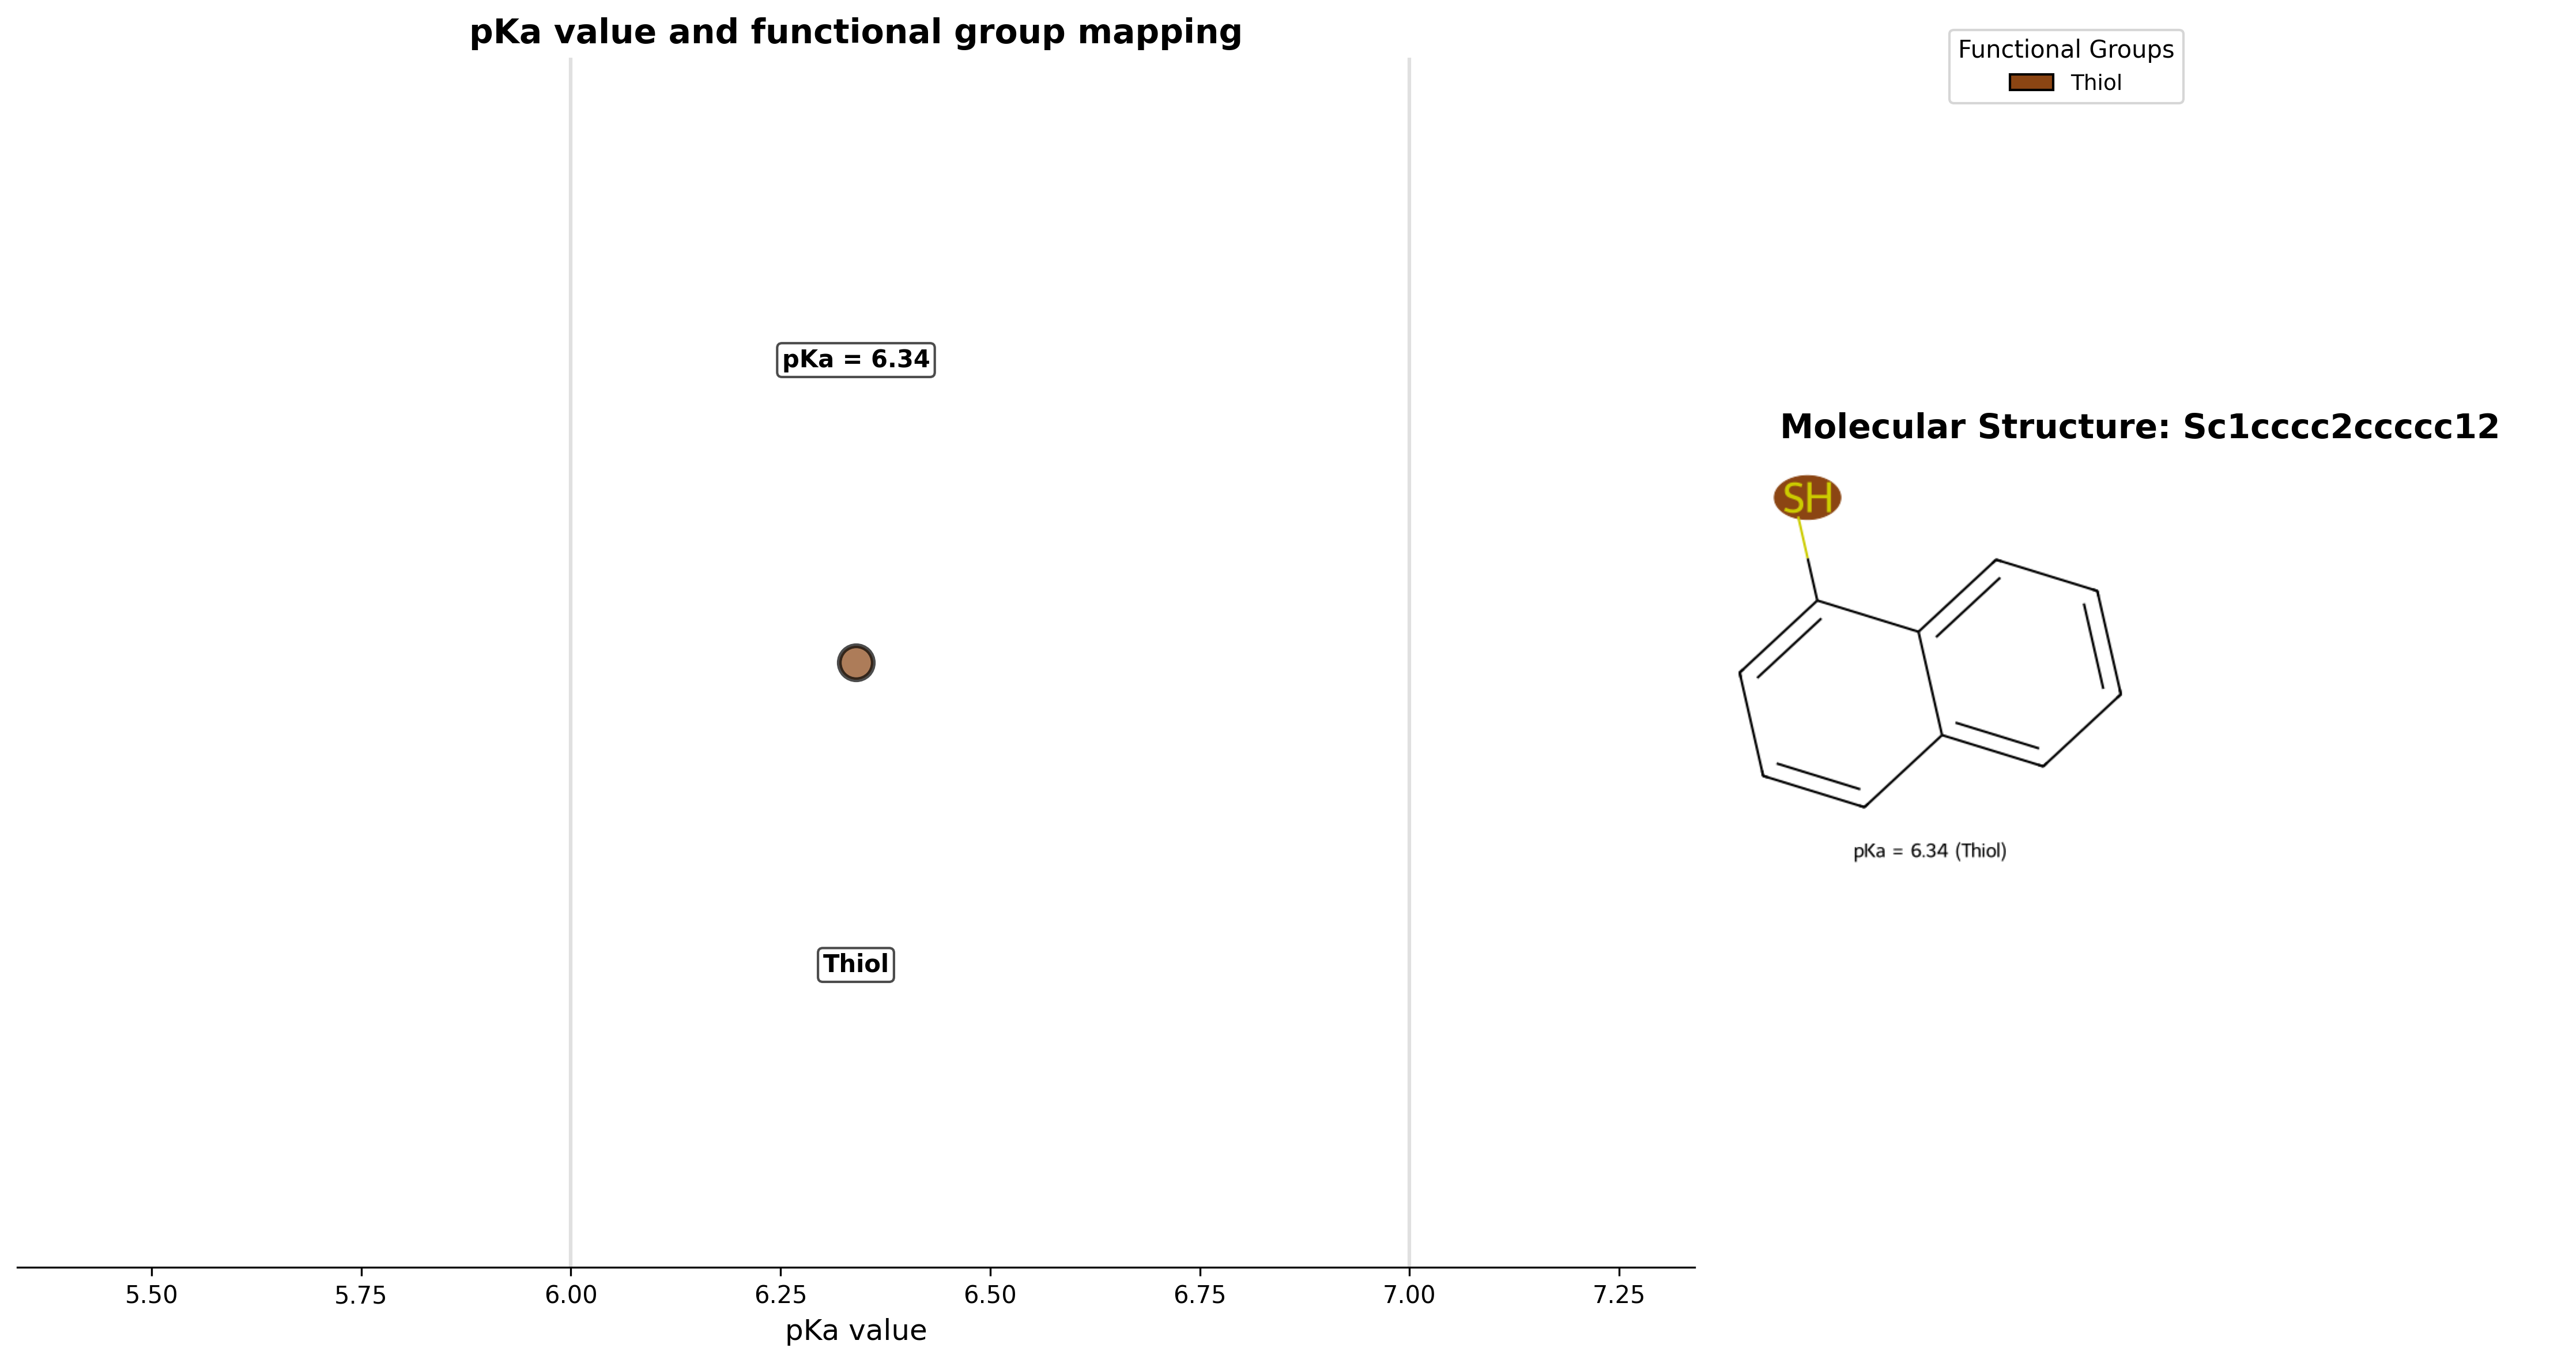 pKa value and functional group mapping
pKa = 6.34
Thiol
5.50 5.75 6.00 6.25 6.50 6.75 7.00 7.25
pKa value
Functional Groups
Thiol
Molecular Structure: Sc1cccc2ccccc12
SH
pKa = 6.34 (Thiol)